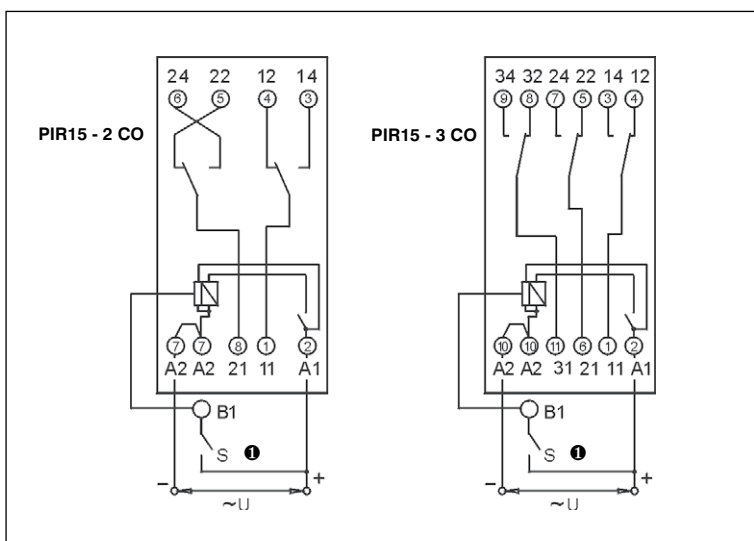 24 22 12 14
6 5 4 3
PIR15 - 2 CO
7 7 8 1 2
A2 A2 21 11 A1
B1
S ❶
− +
~U
34 32 24 22 14 12
9 8 7 5 3 4
PIR15 - 3 CO
10 10 11 6 1 2
A2 A2 31 21 11 A1
B1
S ❶
− +
~U